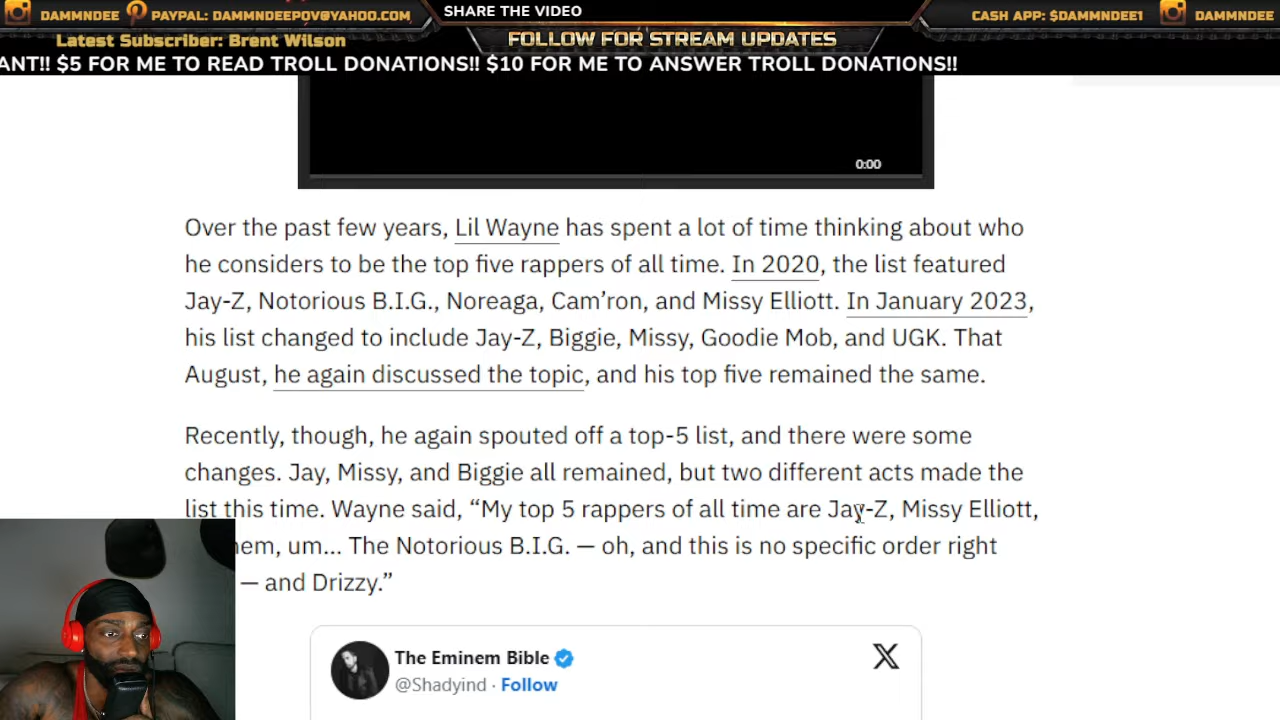 SHARE THE VIDEO
DAMMNDEE PAYPAL: DAMMNDEEPOV@YAHOO.COM
CASH APP: $DAMMNDEE1 DAMMNDEE
Latest Subscriber: Brent Wilson
FOLLOW FOR STREAM UPDATES
ANT!! $5 FOR ME TO READ TROLL DONATIONS!! $10 FOR ME TO ANSWER TROLL DONATIONS!!
0:00
Over the past few years, Lil Wayne has spent a lot of time thinking about who
he considers to be the top five rappers of all time. In 2020, the list featured
Jay-Z, Notorious B.I.G., Noreaga, Cam’ron, and Missy Elliott. In January 2023,
his list changed to include Jay-Z, Biggie, Missy, Goodie Mob, and UGK. That
August, he again discussed the topic, and his top five remained the same.
Recently, though, he again spouted off a top-5 list, and there were some
changes. Jay, Missy, and Biggie all remained, but two different acts made the
list this time. Wayne said, “My top 5 rappers of all time are Jay-Z, Missy Elliott,
hem, um... The Notorious B.I.G. — oh, and this is no specific order right
— and Drizzy.”
The Eminem Bible
@Shadyind · Follow